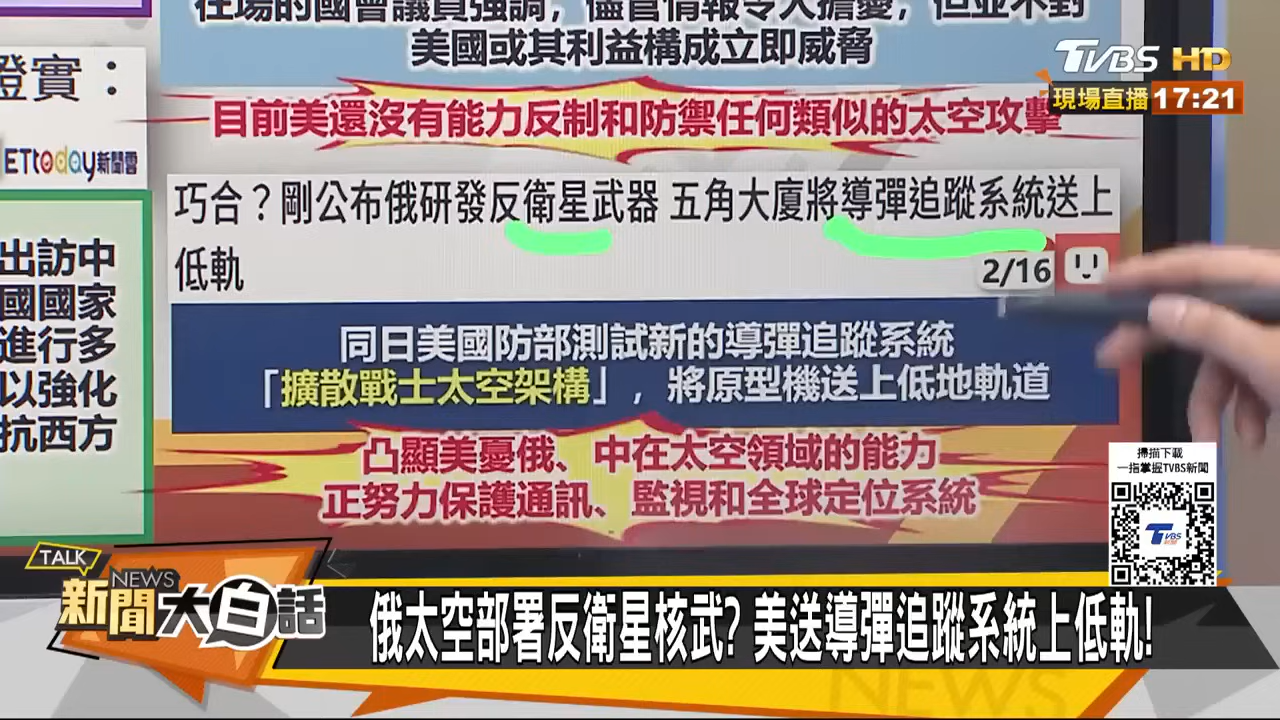 在場的國會議員強調，儘管情報令人擔憂，但並不對
美國或其利益構成立即威脅
TVBS HD
現場直播 17:21
證實：
目前美還沒有能力反制和防禦任何類似的太空攻擊
ETtoday新聞雲
巧合？剛公布俄研發反衛星武器 五角大廈將導彈追蹤系統送上
低軌
2/16
出訪中
國國家
進行多
以強化
抗西方
同日美國防部測試新的導彈追蹤系統
「擴散戰士太空架構」，將原型機送上低地軌道
凸顯美憂俄、中在太空領域的能力
正努力保護通訊、監視和全球定位系統
掃描下載
一指掌握TVBS新聞
TVBS
新聞
TALK
NEWS
新聞大白話
俄太空部署反衛星核武? 美送導彈追蹤系統上低軌!
NEWS